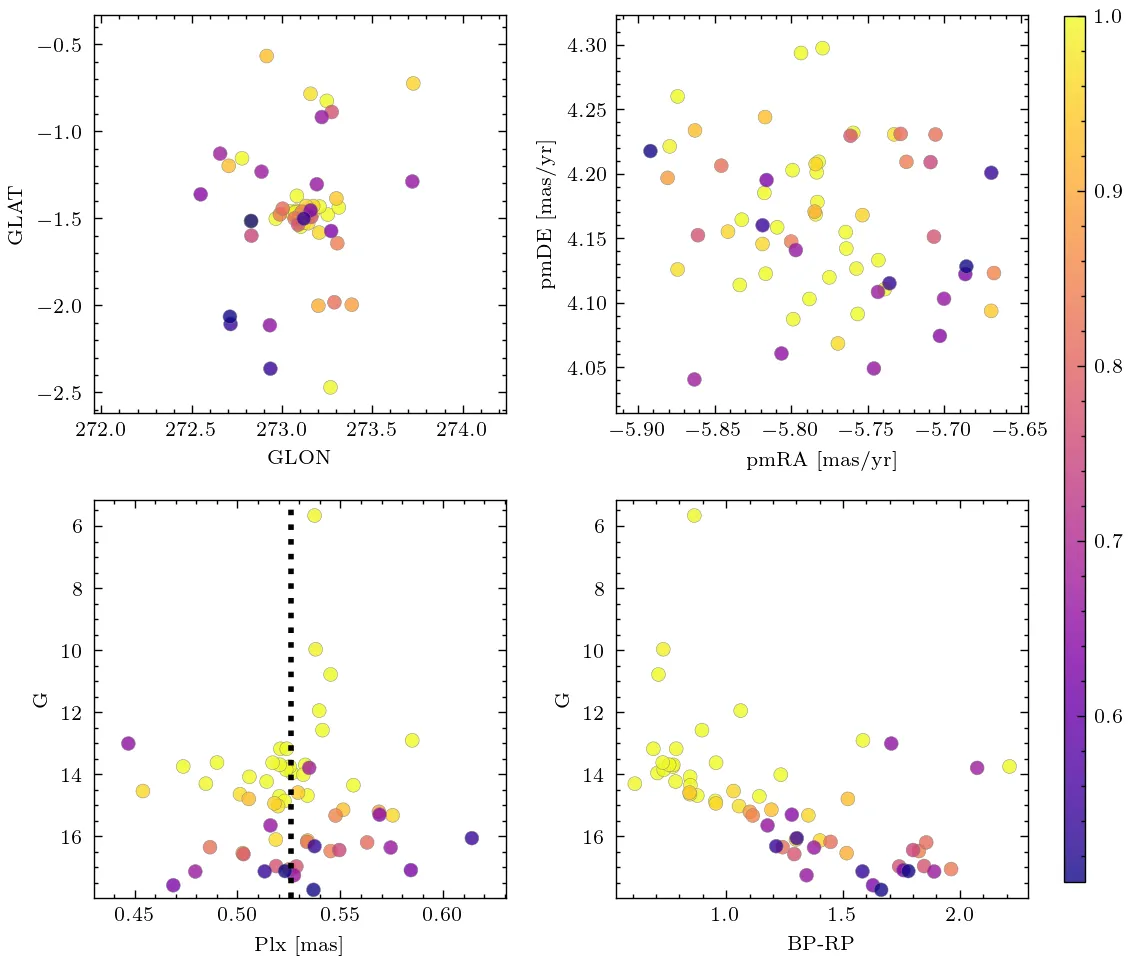 −0.5
−1.0
−1.5
−2.0
−2.5
GLAT
272.0 272.5 273.0 273.5 274.0
GLON
4.30
4.25
4.20
4.15
4.10
4.05
pmDE [mas/yr]
−5.90 −5.85 −5.80 −5.75 −5.70 −5.65
pmRA [mas/yr]
1.0
0.9
0.8
0.7
0.6
6
8
10
12
14
16
G
0.45 0.50 0.55 0.60
Plx [mas]
6
8
10
12
14
16
G
1.0 1.5 2.0
BP-RP